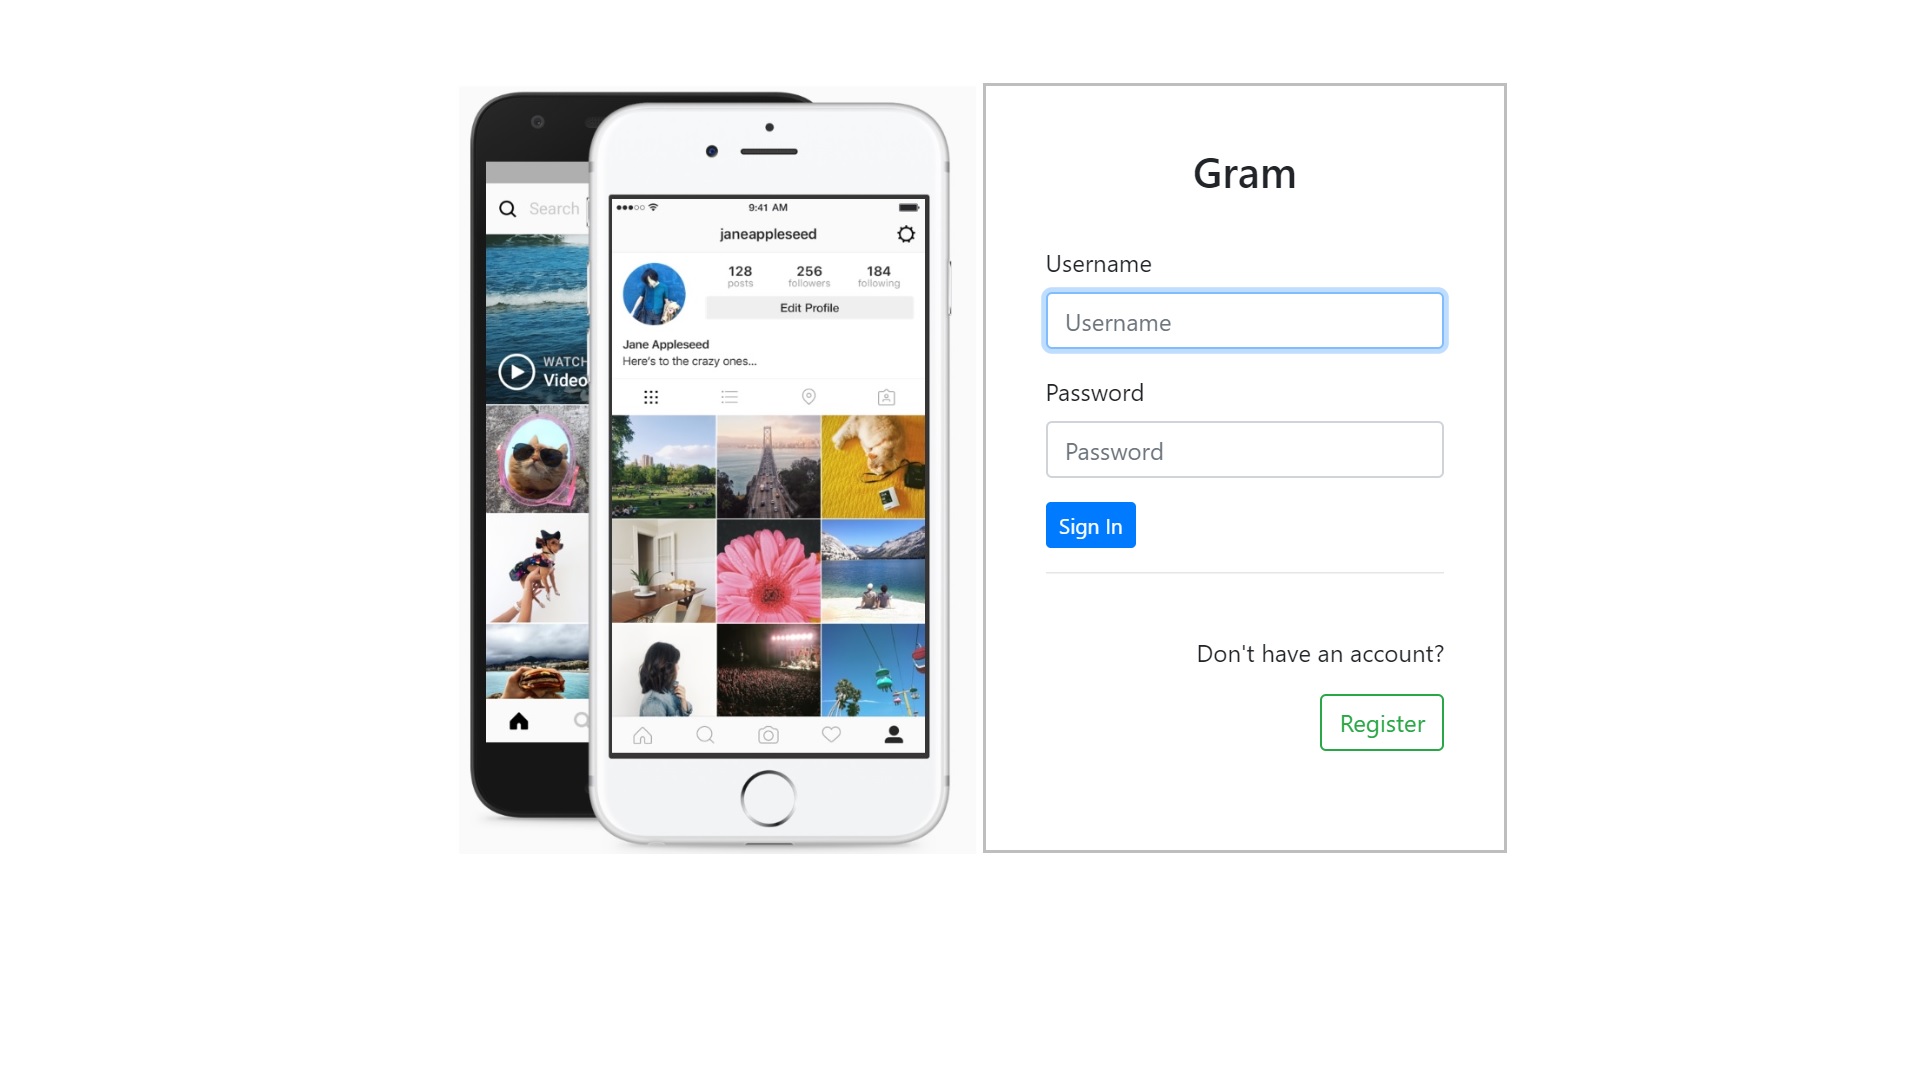 Search
WATCH
Video
9:41 AM
janeappleseed
128
posts
256
followers
184
following
Edit Profile
Jane Appleseed
Here's to the crazy ones...
Gram
Username
Username
Password
Password
Sign In
Don't have an account?
Register